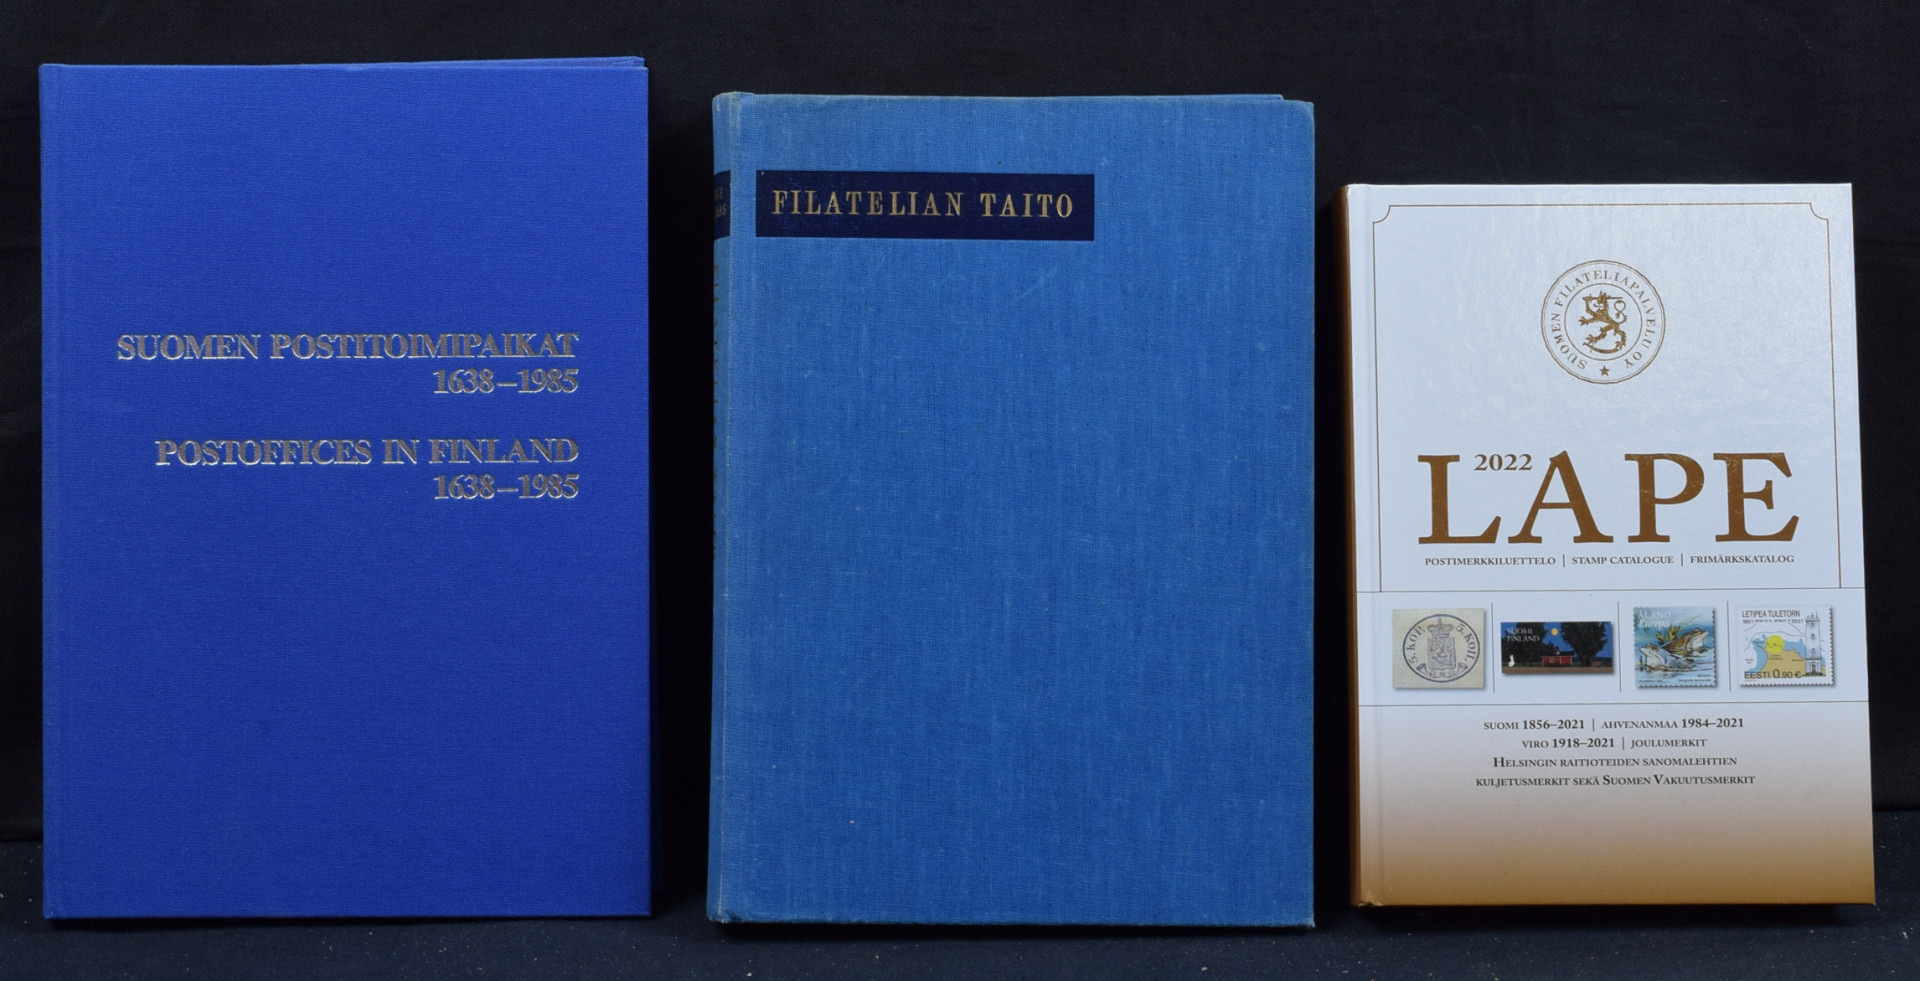 SUOMEN POSTITOIMIPAIKAT
1638–1985
POSTOFFICES IN FINLAND
1638–1985
FILATELIAN TAITO
SUOMEN FILATELIAPALVELU OY
2022
LAPE
POSTIMERKKILUETTELO | STAMP CATALOGUE | FRIMÄRKSKATALOG
5. KOP. 5. КОП.
SUOMI
FINLAND
ÅLAND
Europa
LETIPEA TULETORN
EESTI 0.90 €
SUOMI 1856–2021 | AHVENANMAA 1984–2021
VIRO 1918–2021 | JOULUMERKIT
HELSINGIN RAITIOTEIDEN SANOMALEHTIEN
KULJETUSMERKIT SEKÄ SUOMEN VAKUUTUSMERKIT